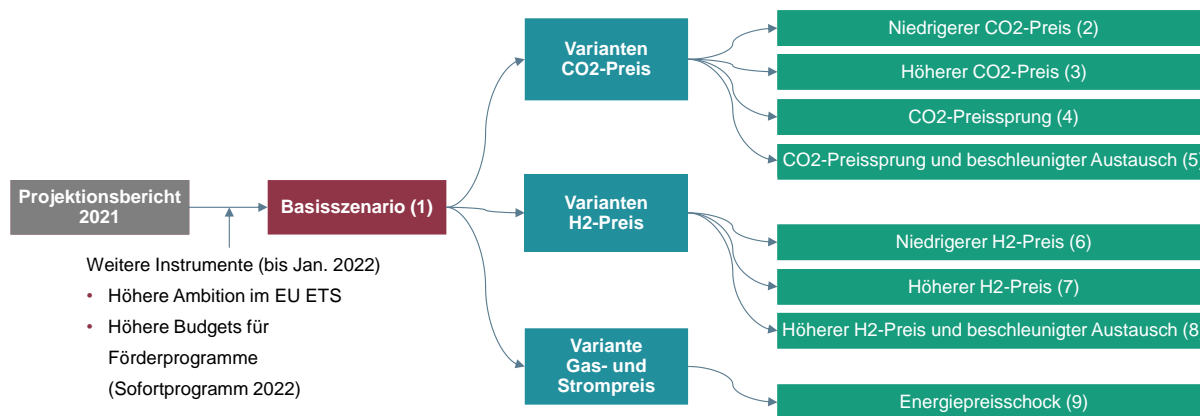 Projektionsbericht
2021
Basisszenario (1)
Weitere Instrumente (bis Jan. 2022)
• Höhere Ambition im EU ETS
• Höhere Budgets für
Förderprogramme
(Sofortprogramm 2022)
Varianten
CO2-Preis
Niedrigerer CO2-Preis (2)
Höherer CO2-Preis (3)
CO2-Preissprung (4)
CO2-Preissprung und beschleunigter Austausch (5)
Varianten
H2-Preis
Niedrigerer H2-Preis (6)
Höherer H2-Preis (7)
Höherer H2-Preis und beschleunigter Austausch (8
Variante
Gas- und
Strompreis
Energiepreisschock (9)